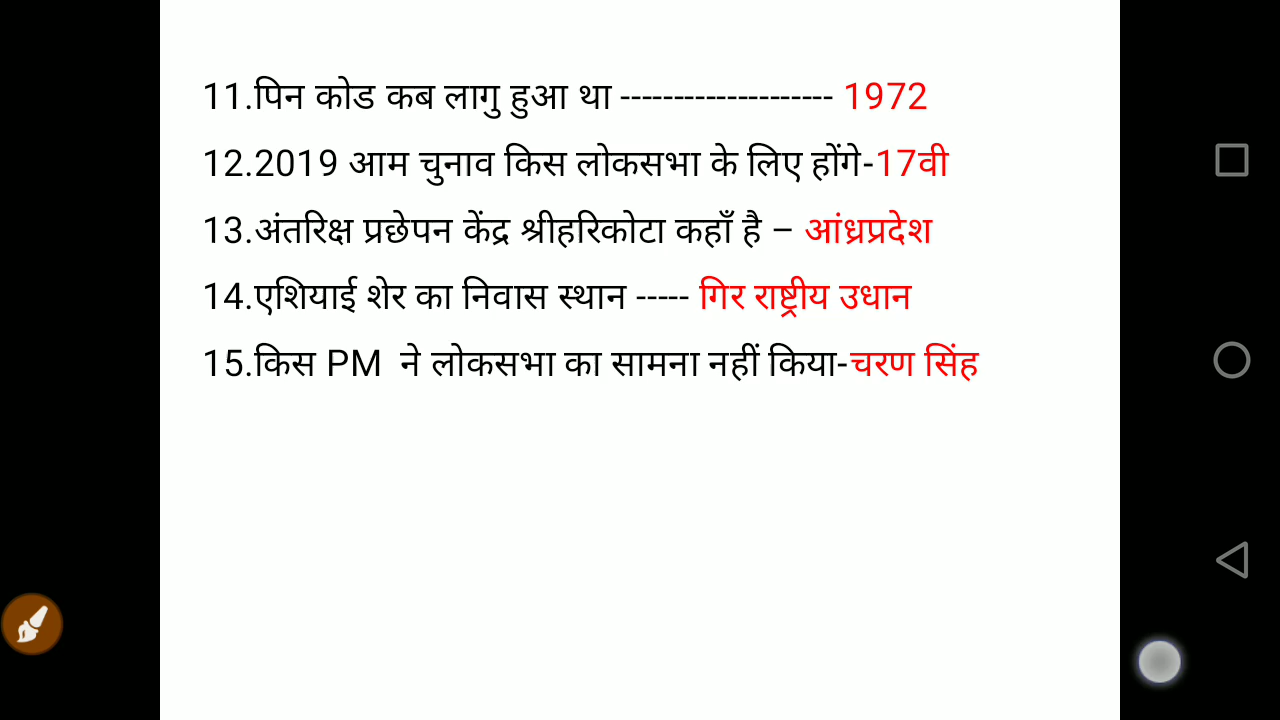 11.पिन कोड कब लागु हुआ था -------------------- 1972
12.2019 आम चुनाव किस लोकसभा के लिए होंगे-17वी
13.अंतरिक्ष प्रछेपन केंद्र श्रीहरिकोटा कहाँ है – आंध्रप्रदेश
14.एशियाई शेर का निवास स्थान ----- गिर राष्ट्रीय उधान
15.किस PM ने लोकसभा का सामना नहीं किया-चरण सिंह